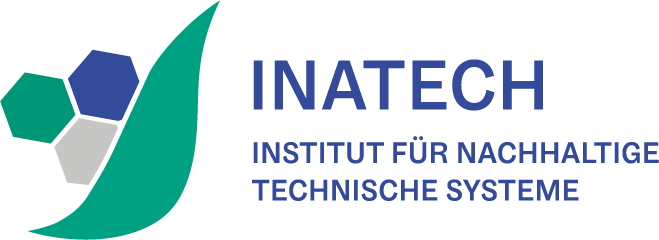 INATECH
INSTITUT FÜR NACHHALTIGE
TECHNISCHE SYSTEME